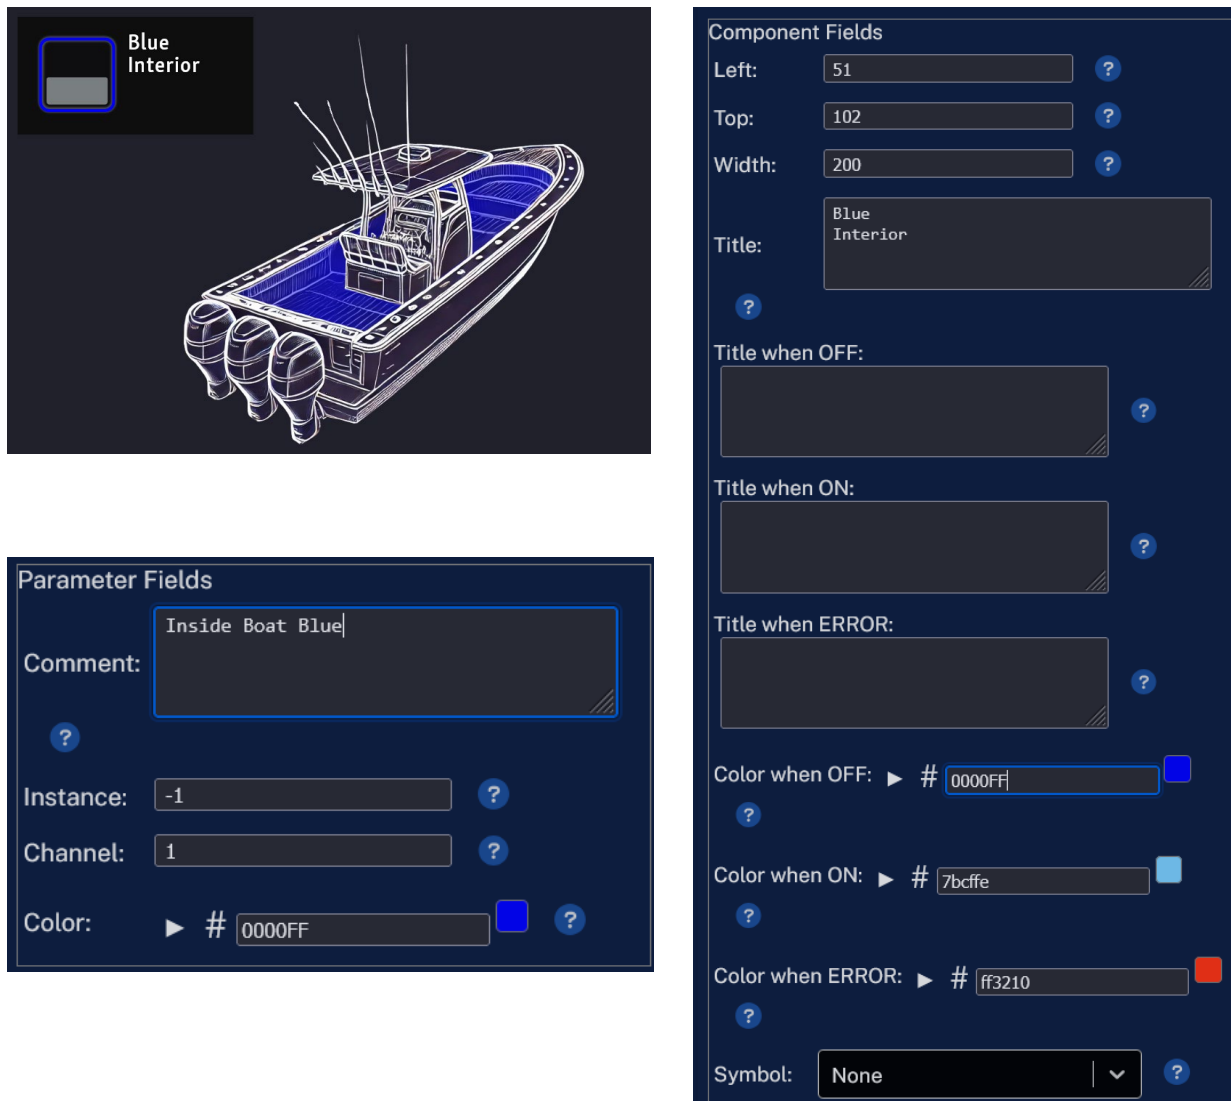 Blue
Interior
Parameter Fields
Comment:
Inside Boat Blue
?
Instance:
-1
?
Channel:
1
?
Color:
▶ # 0000FF
?
Component Fields
Left:
51
?
Top:
102
?
Width:
200
?
Title:
Blue
Interior
?
Title when OFF:
?
Title when ON:
?
Title when ERROR:
?
Color when OFF: ▶ # 0000FF
?
Color when ON: ▶ # 7bcffe
?
Color when ERROR: ▶ # ff3210
?
Symbol:
None
?